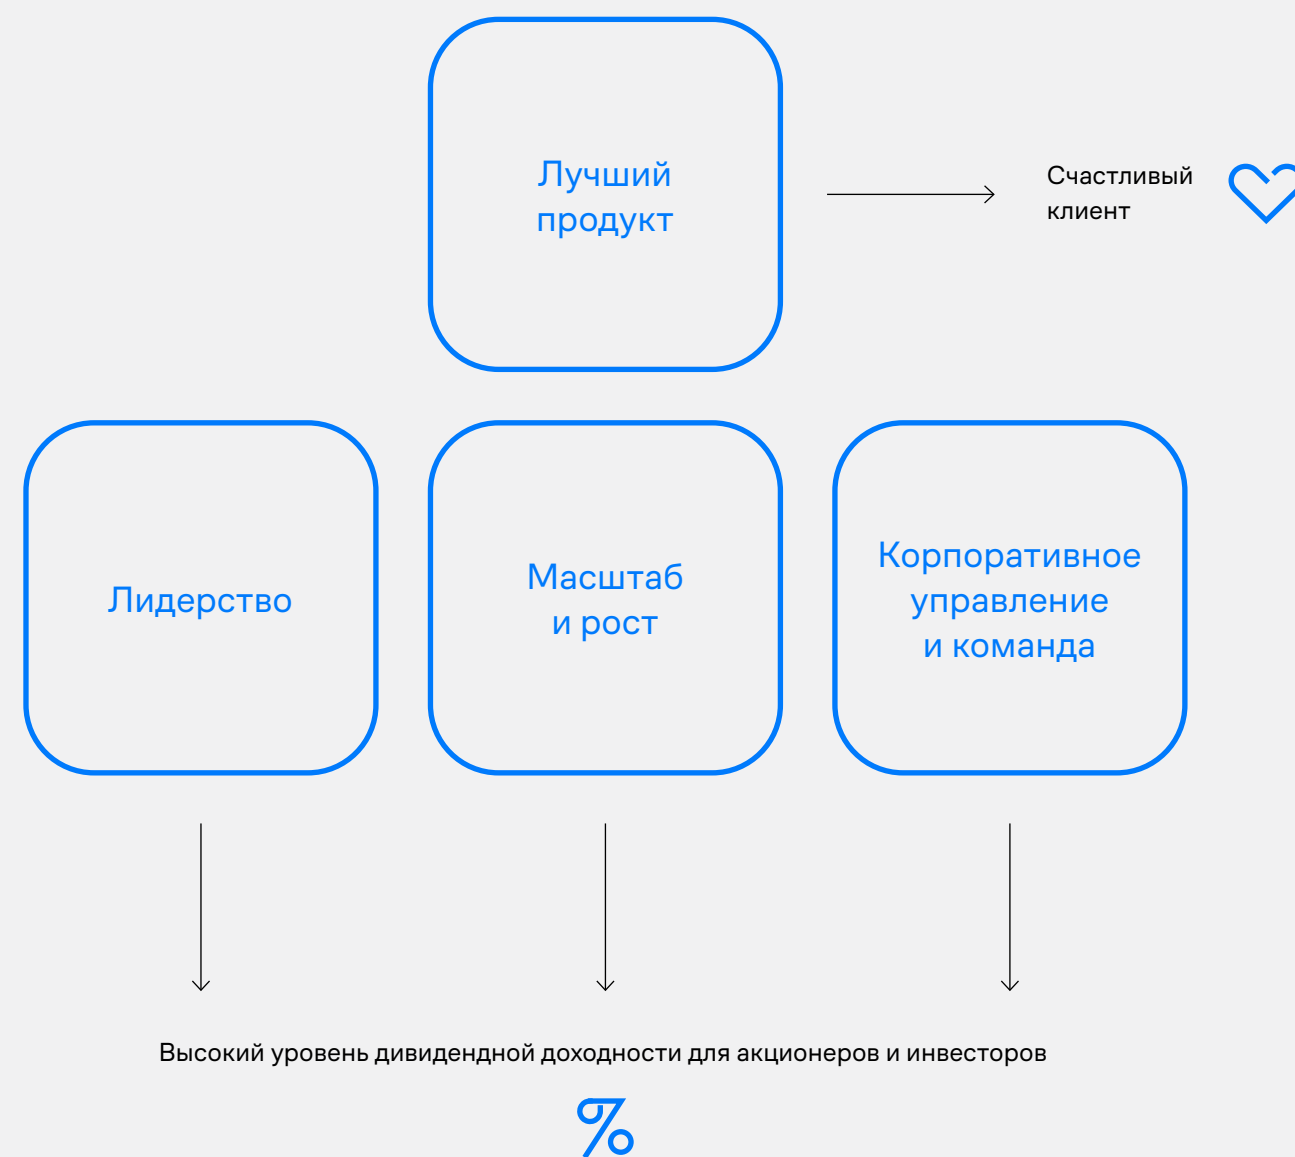 Лучший
продукт
Счастливый
клиент
Лидерство
Масштаб
и рост
Корпоративное
управление
и команда
Высокий уровень дивидендной доходности для акционеров и инвесторов
%